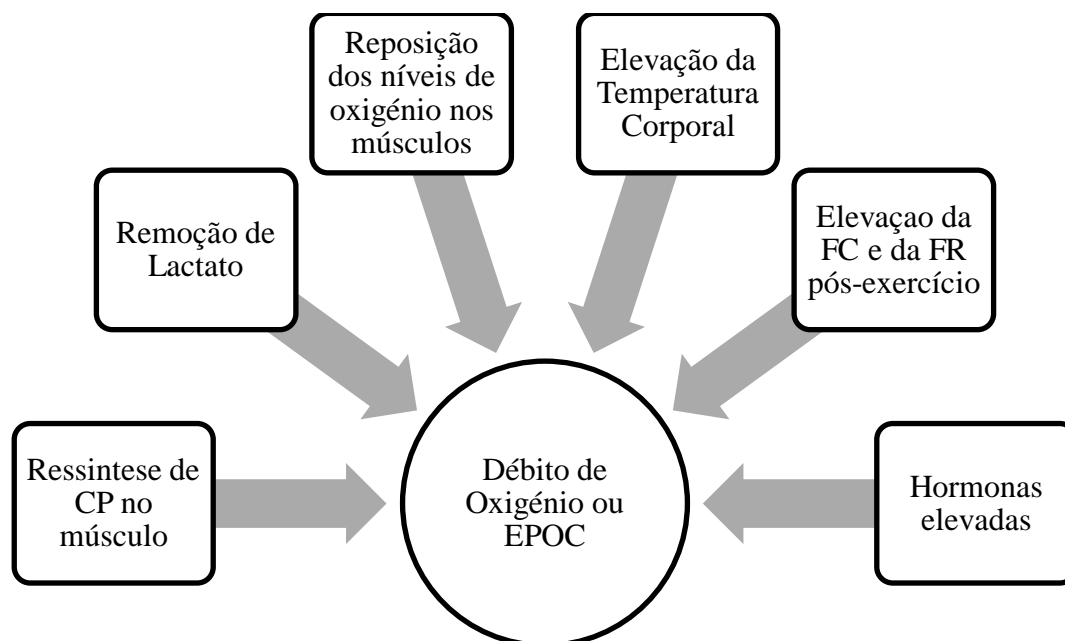 Reposição
dos níveis de
oxigénio nos
músculos
Elevação da
Temperatura
Corporal
Remoção de
Lactato
Elevaçao da
FC e da FR
pós-exercício
Ressintese de
CP no
músculo
Débito de
Oxigénio ou
EPOC
Hormonas
elevadas